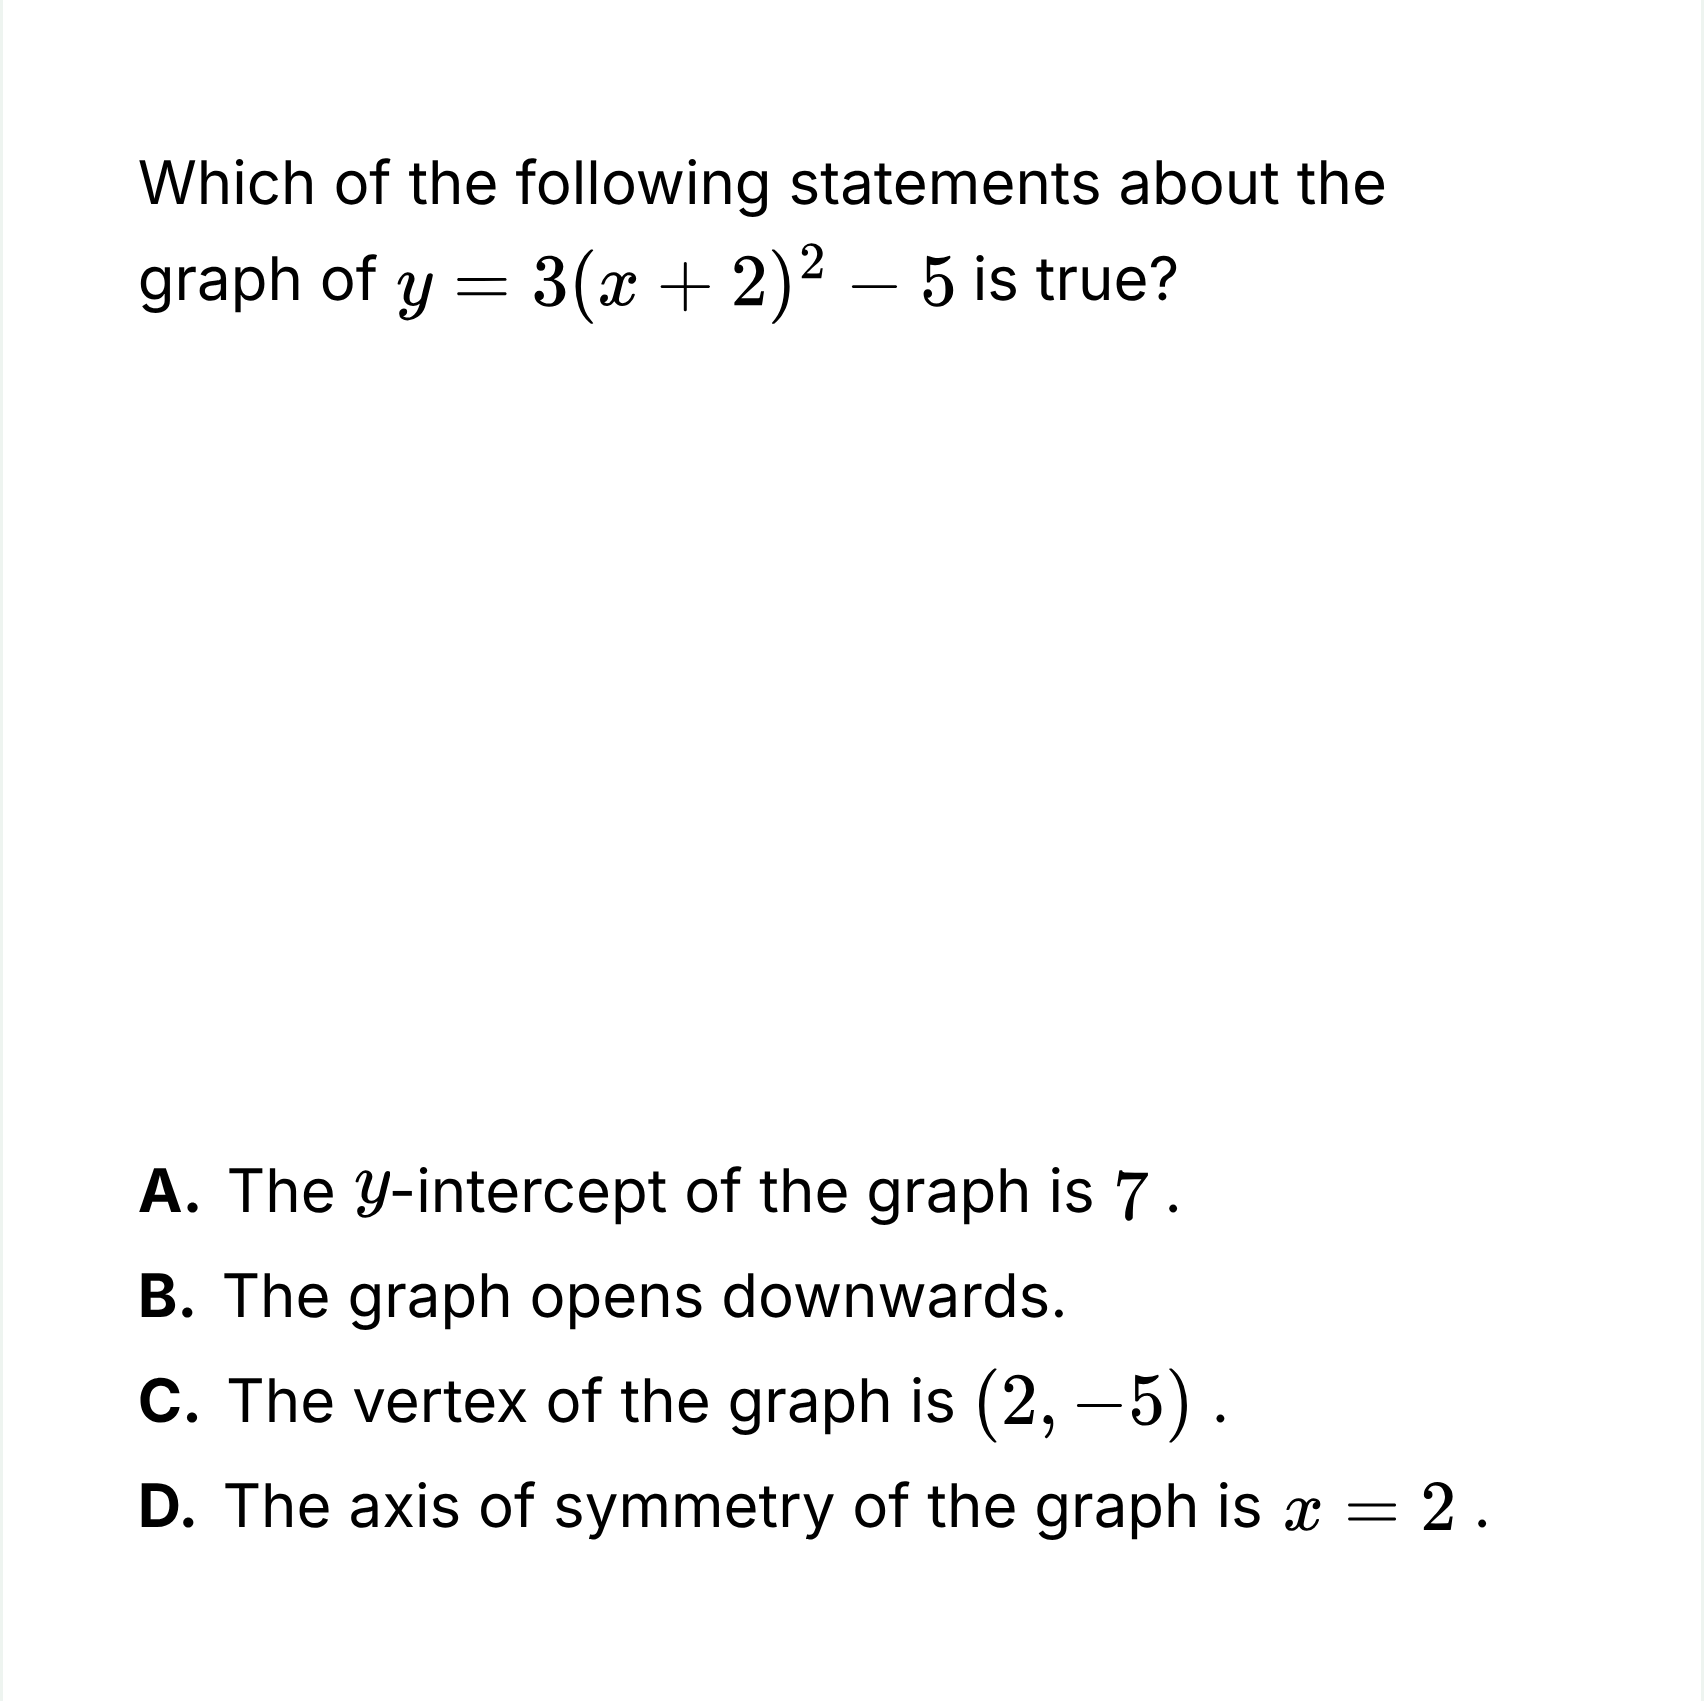 Which of the following statements about the
graph of y = 3(x + 2)² − 5 is true?
A. The y-intercept of the graph is 7 .
B. The graph opens downwards.
C. The vertex of the graph is (2, −5) .
D. The axis of symmetry of the graph is x = 2 .